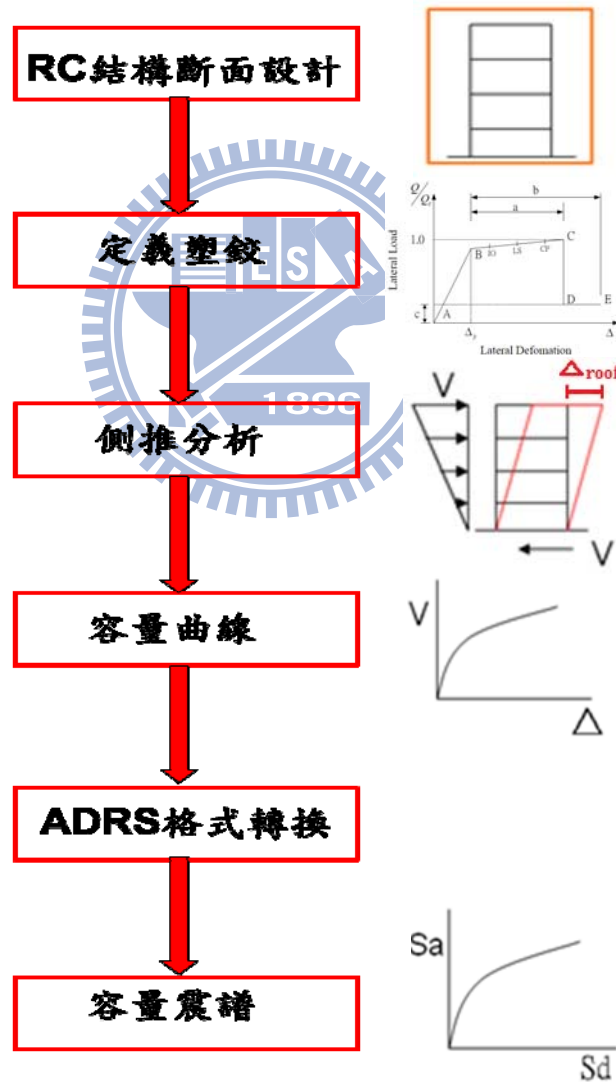 RC結構斷面設計
定義塑鉸
Q/Q
b
a
1.0
C
B
IO
LS
CP
Lateral Load
D
E
c
A
Δy
Δ
Lateral Defomation
ES A
1896
側推分析
V
Δroof
V
容量曲線
V
Δ
ADRS格式轉換
容量震譜
Sa
Sd